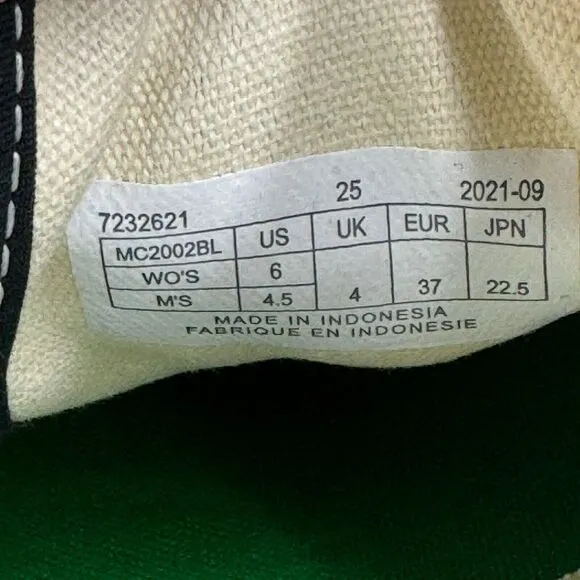 25 2021-09
7232621
MC2002BL US UK EUR JPN
WO'S 6
M'S 4.5 4 37 22.5
MADE IN INDONESIA
FABRIQUE EN INDONESIE